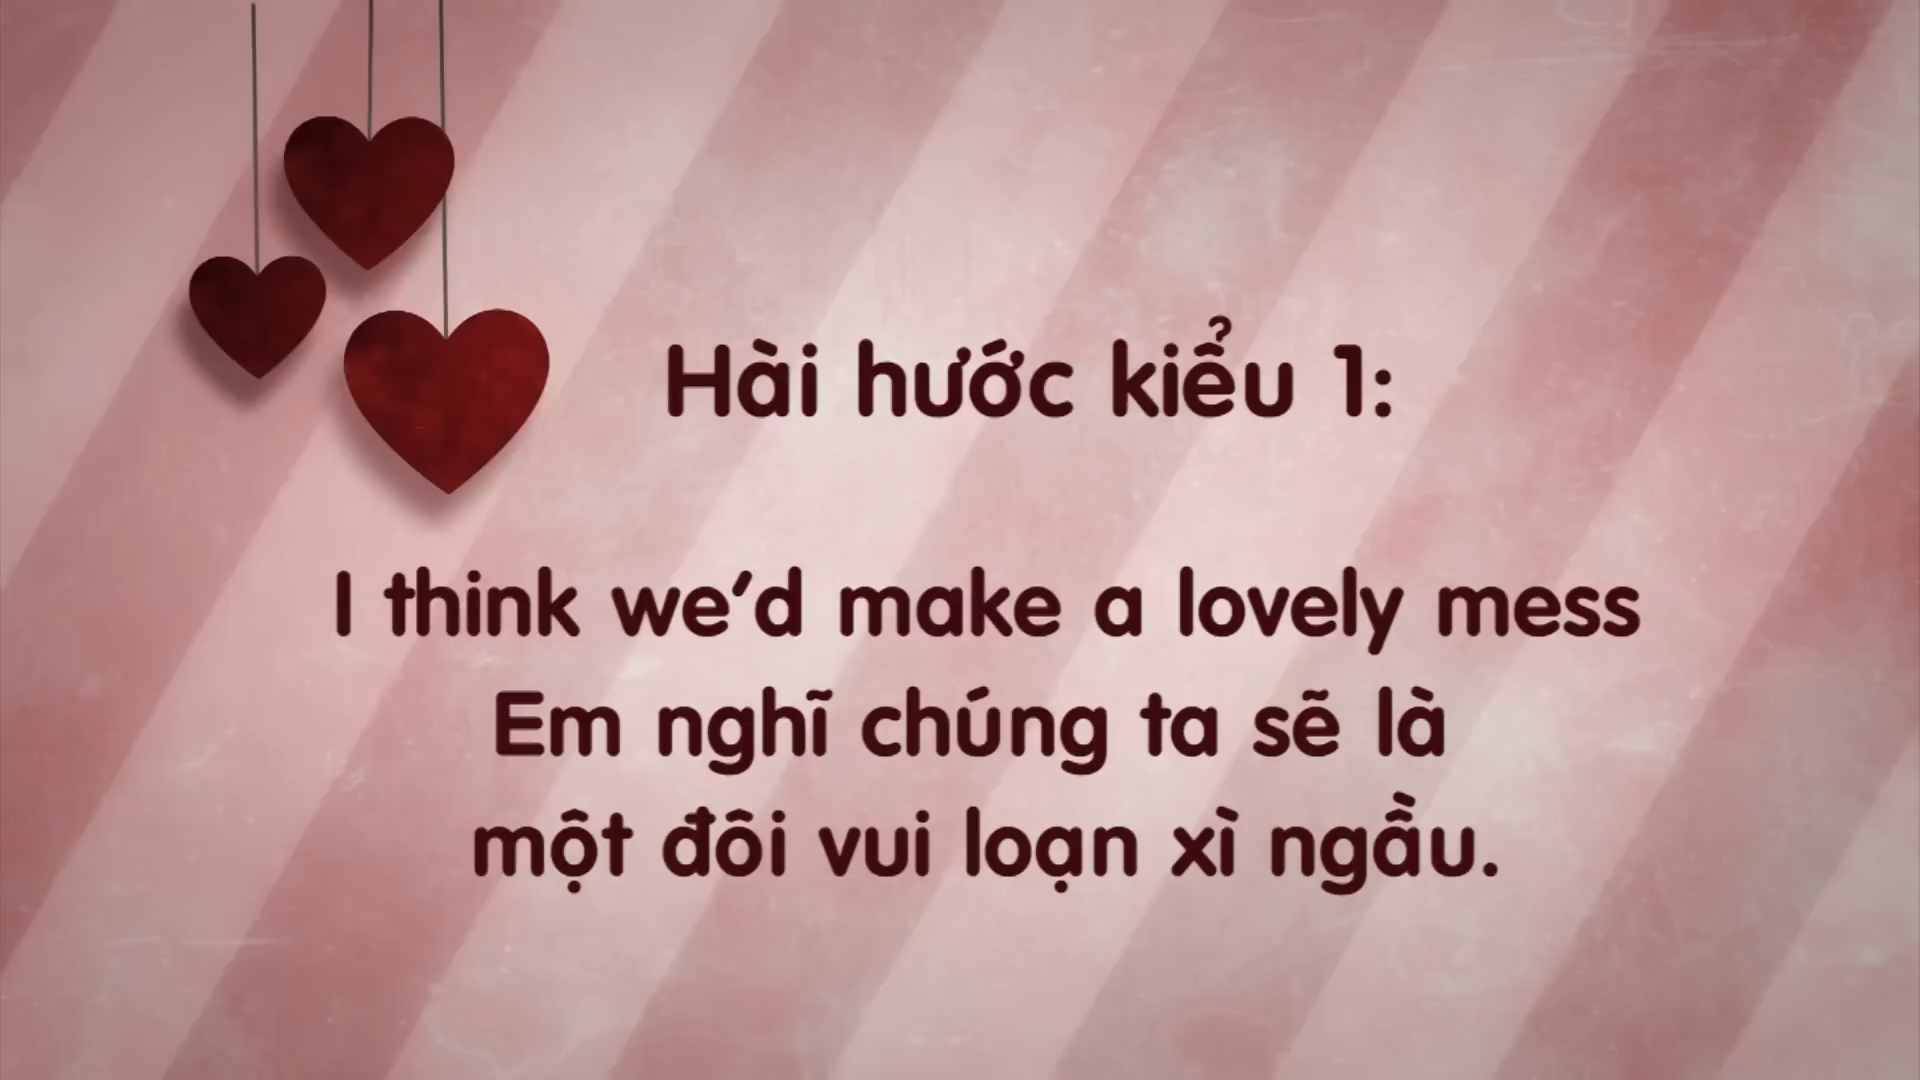 Hài hước kiểu 1:
I think we’d make a lovely mess
Em nghĩ chúng ta sẽ là
một đôi vui loạn xì ngầu.